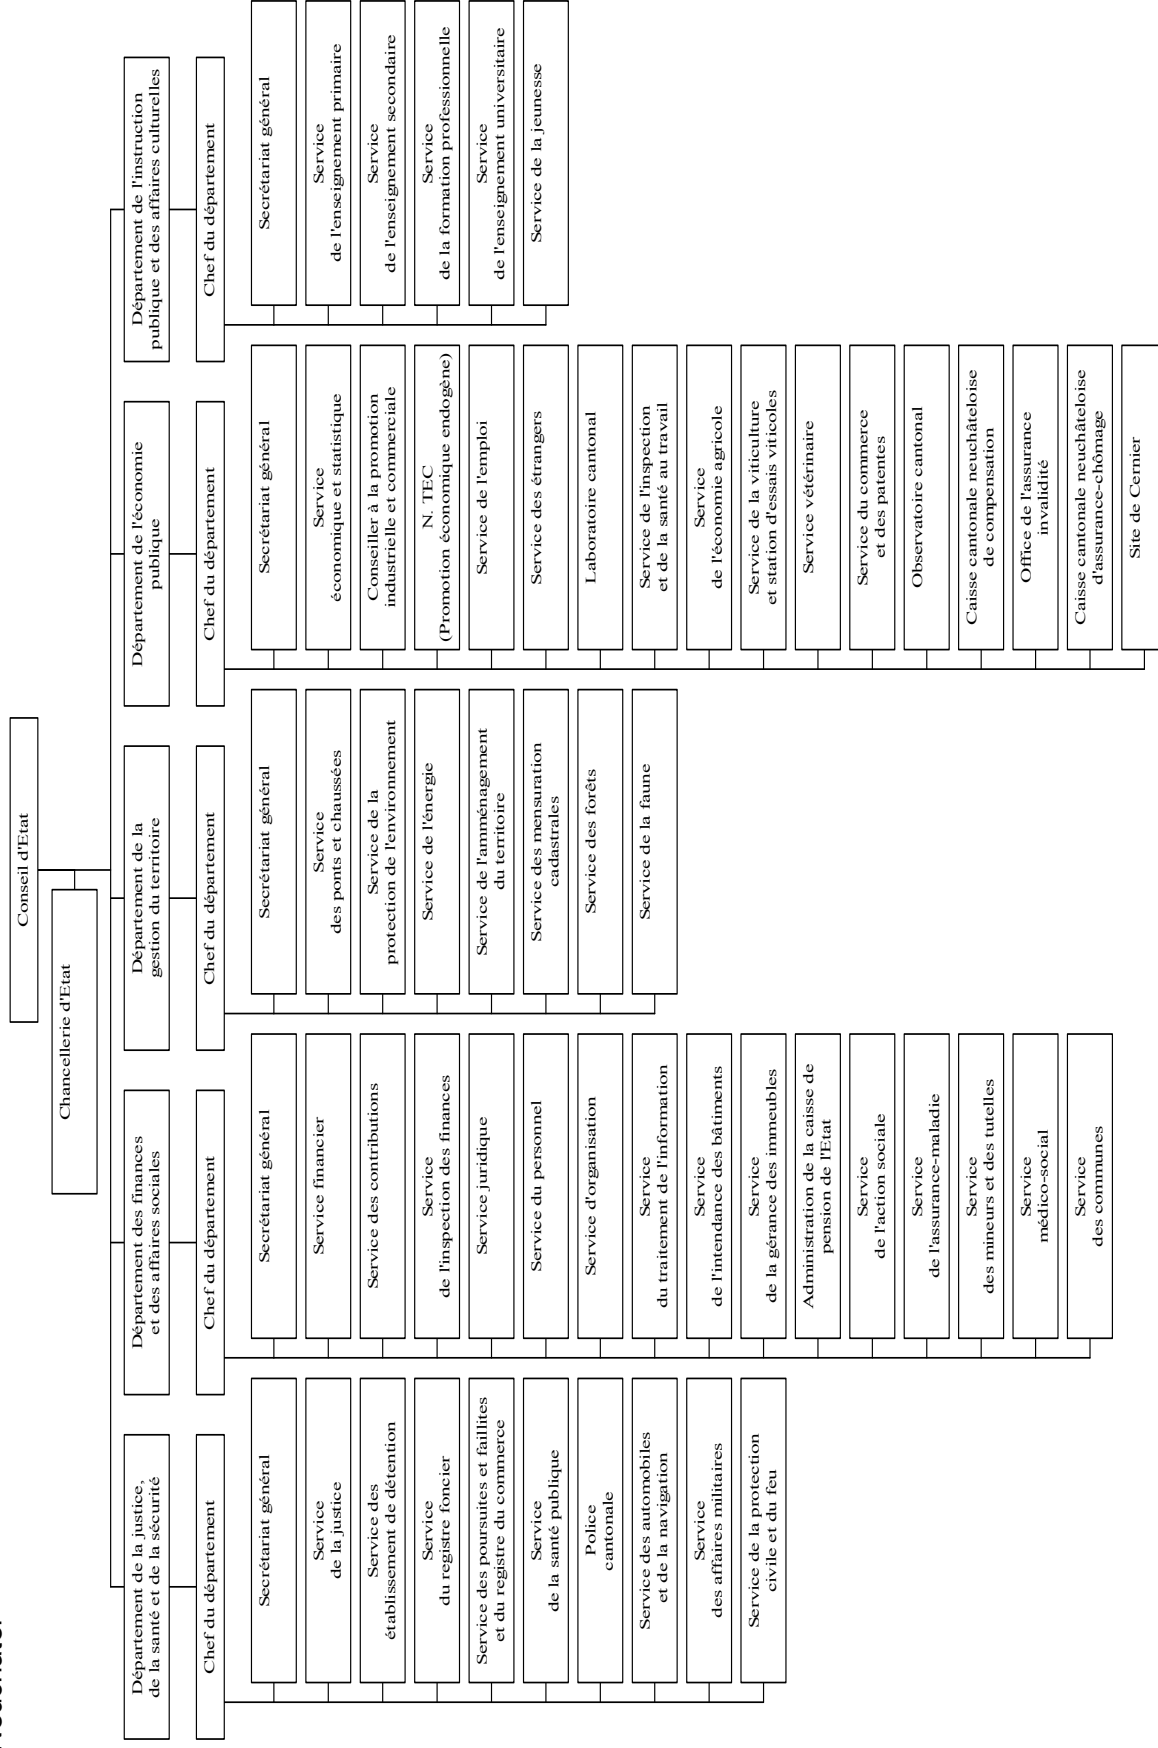 Conseil d'Etat
Chancellerie d'Etat
Département de la justice,
de la santé et de la sécurité
Chef du département
Secrétariat général
Service
de la justice
Service des
établissement de détention
Service
du registre foncier
Service des poursuites et faillites
et du registre du commerce
Service
de la santé publique
Police
cantonale
Service des automobiles
et de la navigation
Service
des affaires militaires
Service de la protection
civile et du feu
Département des finances
et des affaires sociales
Chef du département
Secrétariat général
Service financier
Service des contributions
Service
de l'inspection des finances
Service juridique
Service du personnel
Service d'organisation
Service
du traitement de l'information
Service
de l'intendance des bâtiments
Service
de la gérance des immeubles
Administration de la caisse de
pension de l'Etat
Service
de l'action sociale
Service
de l'assurance-maladie
Service
des mineurs et des tutelles
Service
médico-social
Service
des communes
Département de la
gestion du territoire
Chef du département
Secrétariat général
Service
des ponts et chaussées
Service de la
protection de l'environnement
Service de l'énergie
Service de l'amménagement
du territoire
Service des mensuration
cadastrales
Service des forêts
Service de la faune
Département de l'économie
publique
Chef du département
Secrétariat général
Service
économique et statistique
Conseiller à la promotion
industrielle et commerciale
N. TEC
(Promotion économique endogène)
Service de l'emploi
Service des étrangers
Laboratoire cantonal
Service de l'inspection
et de la santé au travail
Service
de l'économie agricole
Service de la viticulture
et station d'essais viticoles
Service vétérinaire
Service du commerce
et des patentes
Observatoire cantonal
Caisse cantonale neuchâteloise
de compensation
Office de l'assurance
invalidité
Caisse cantonale neuchâteloise
d'assurance-chômage
Site de Cernier
Département de l'instruction
publique et des affaires culturelles
Chef du département
Secrétariat général
Service
de l'enseignement primaire
Service
de l'enseignement secondaire
Service
de la formation professionnelle
Service
de l'enseignement universitaire
Service de la jeunesse